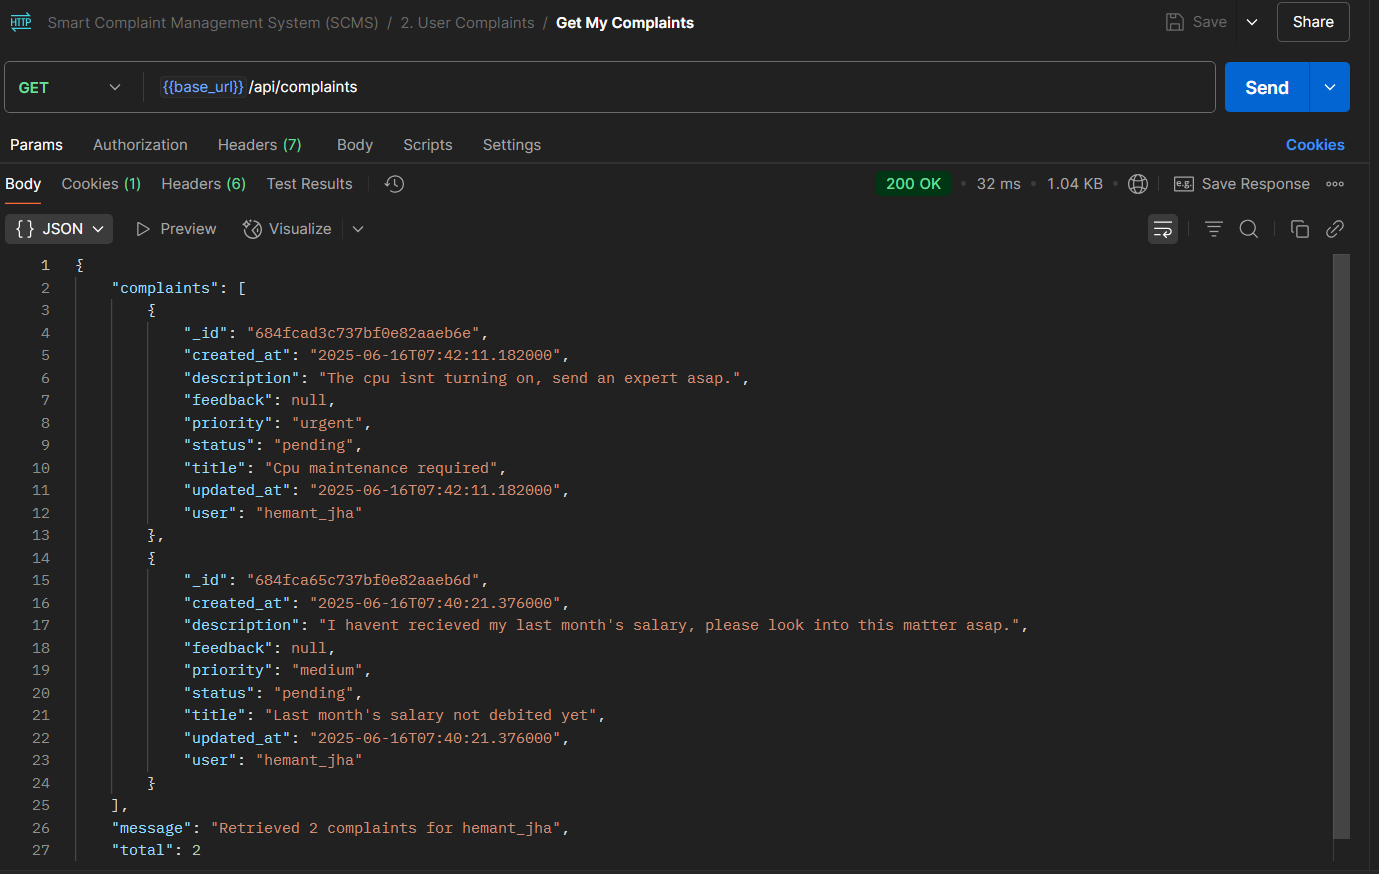 HTTP Smart Complaint Management System (SCMS) / 2. User Complaints / Get My Complaints Save Share
GET {{base_url}} /api/complaints Send
Params Authorization Headers (7) Body Scripts Settings Cookies
Body Cookies (1) Headers (6) Test Results 200 OK • 32 ms • 1.04 KB • e.g. Save Response
{} JSON Preview Visualize
1 {
2 "complaints": [
3 {
4 "_id": "684fcad3c737bf0e82aaeb6e",
5 "created_at": "2025-06-16T07:42:11.182000",
6 "description": "The cpu isnt turning on, send an expert asap.",
7 "feedback": null,
8 "priority": "urgent",
9 "status": "pending",
10 "title": "Cpu maintenance required",
11 "updated_at": "2025-06-16T07:42:11.182000",
12 "user": "hemant_jha"
13 },
14 {
15 "_id": "684fca65c737bf0e82aaeb6d",
16 "created_at": "2025-06-16T07:40:21.376000",
17 "description": "I havent recieved my last month's salary, please look into this matter asap.",
18 "feedback": null,
19 "priority": "medium",
20 "status": "pending",
21 "title": "Last month's salary not debited yet",
22 "updated_at": "2025-06-16T07:40:21.376000",
23 "user": "hemant_jha"
24 }
25 ],
26 "message": "Retrieved 2 complaints for hemant_jha",
27 "total": 2